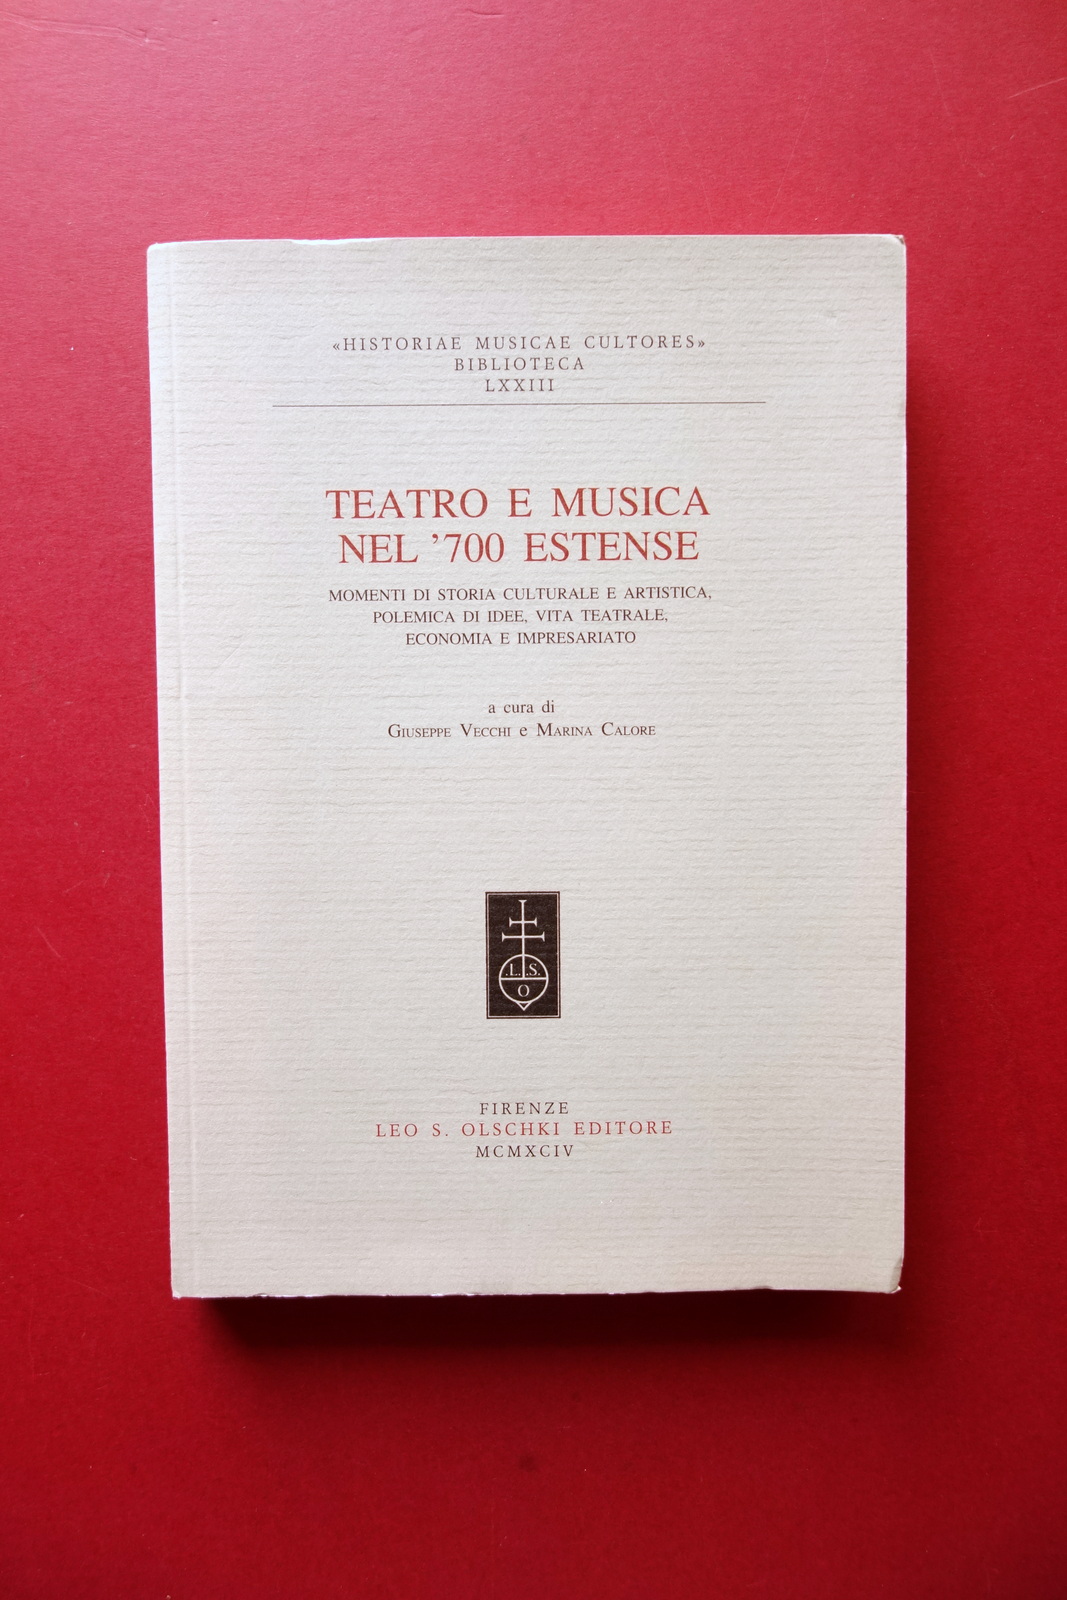 «HISTORIAE MUSICAE CULTORES»
BIBLIOTECA
LXXIII
TEATRO E MUSICA
NEL ’700 ESTENSE
MOMENTI DI STORIA CULTURALE E ARTISTICA,
POLEMICA DI IDEE, VITA TEATRALE,
ECONOMIA E IMPRESARIATO
a cura di
GIUSEPPE VECCHI e MARINA CALORE
.L. .S.
O
FIRENZE
LEO S. OLSCHKI EDITORE
MCMXCIV